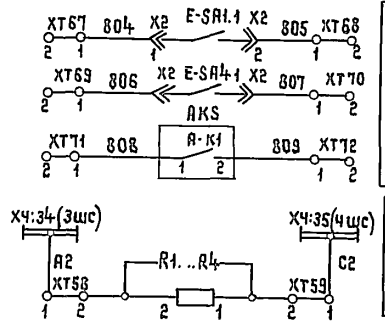 XT67 804 X2 E-SA1.1 X2 805 XT68
2 1 1 2 1 2
XT69 806 X2 E-SA4.1 X2 807 XT70
2 1 1 2 1 2
AKS
XT71 808 A-K1 809 XT72
2 1 1 2 1 2
X4:34(3шс) X4:35(4шс)
A2 R1...R4 C2
XT58 XT59
1 2 2 1 2 1